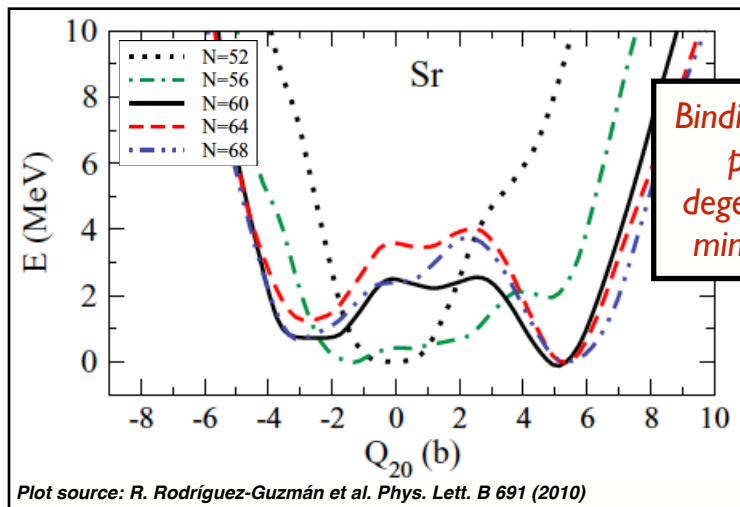 10
8
6
4
2
0
E (MeV)
N=52
N=56
N=60
N=64
N=68
Sr
-8 -6 -4 -2 0 2 4 6 8 10
Q20 (b)
Plot source: R. Rodríguez-Guzmán et al. Phys. Lett. B 691 (2010)